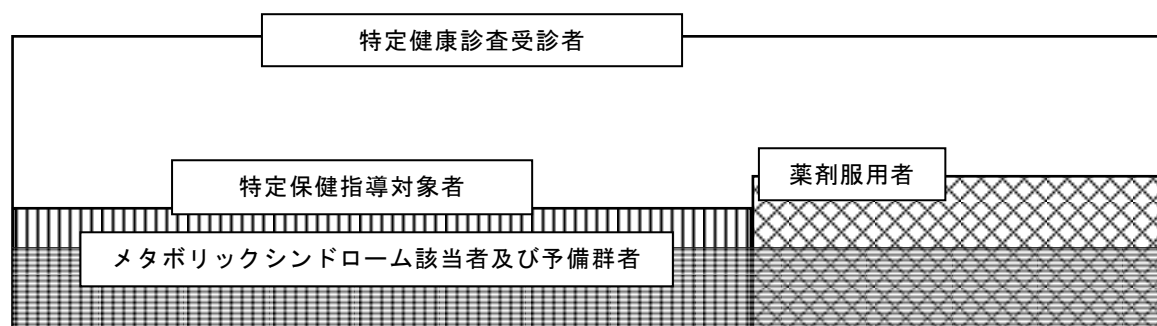 特定健康診査受診者
特定保健指導対象者
薬剤服用者
メタボリックシンドローム該当者及び予備群者